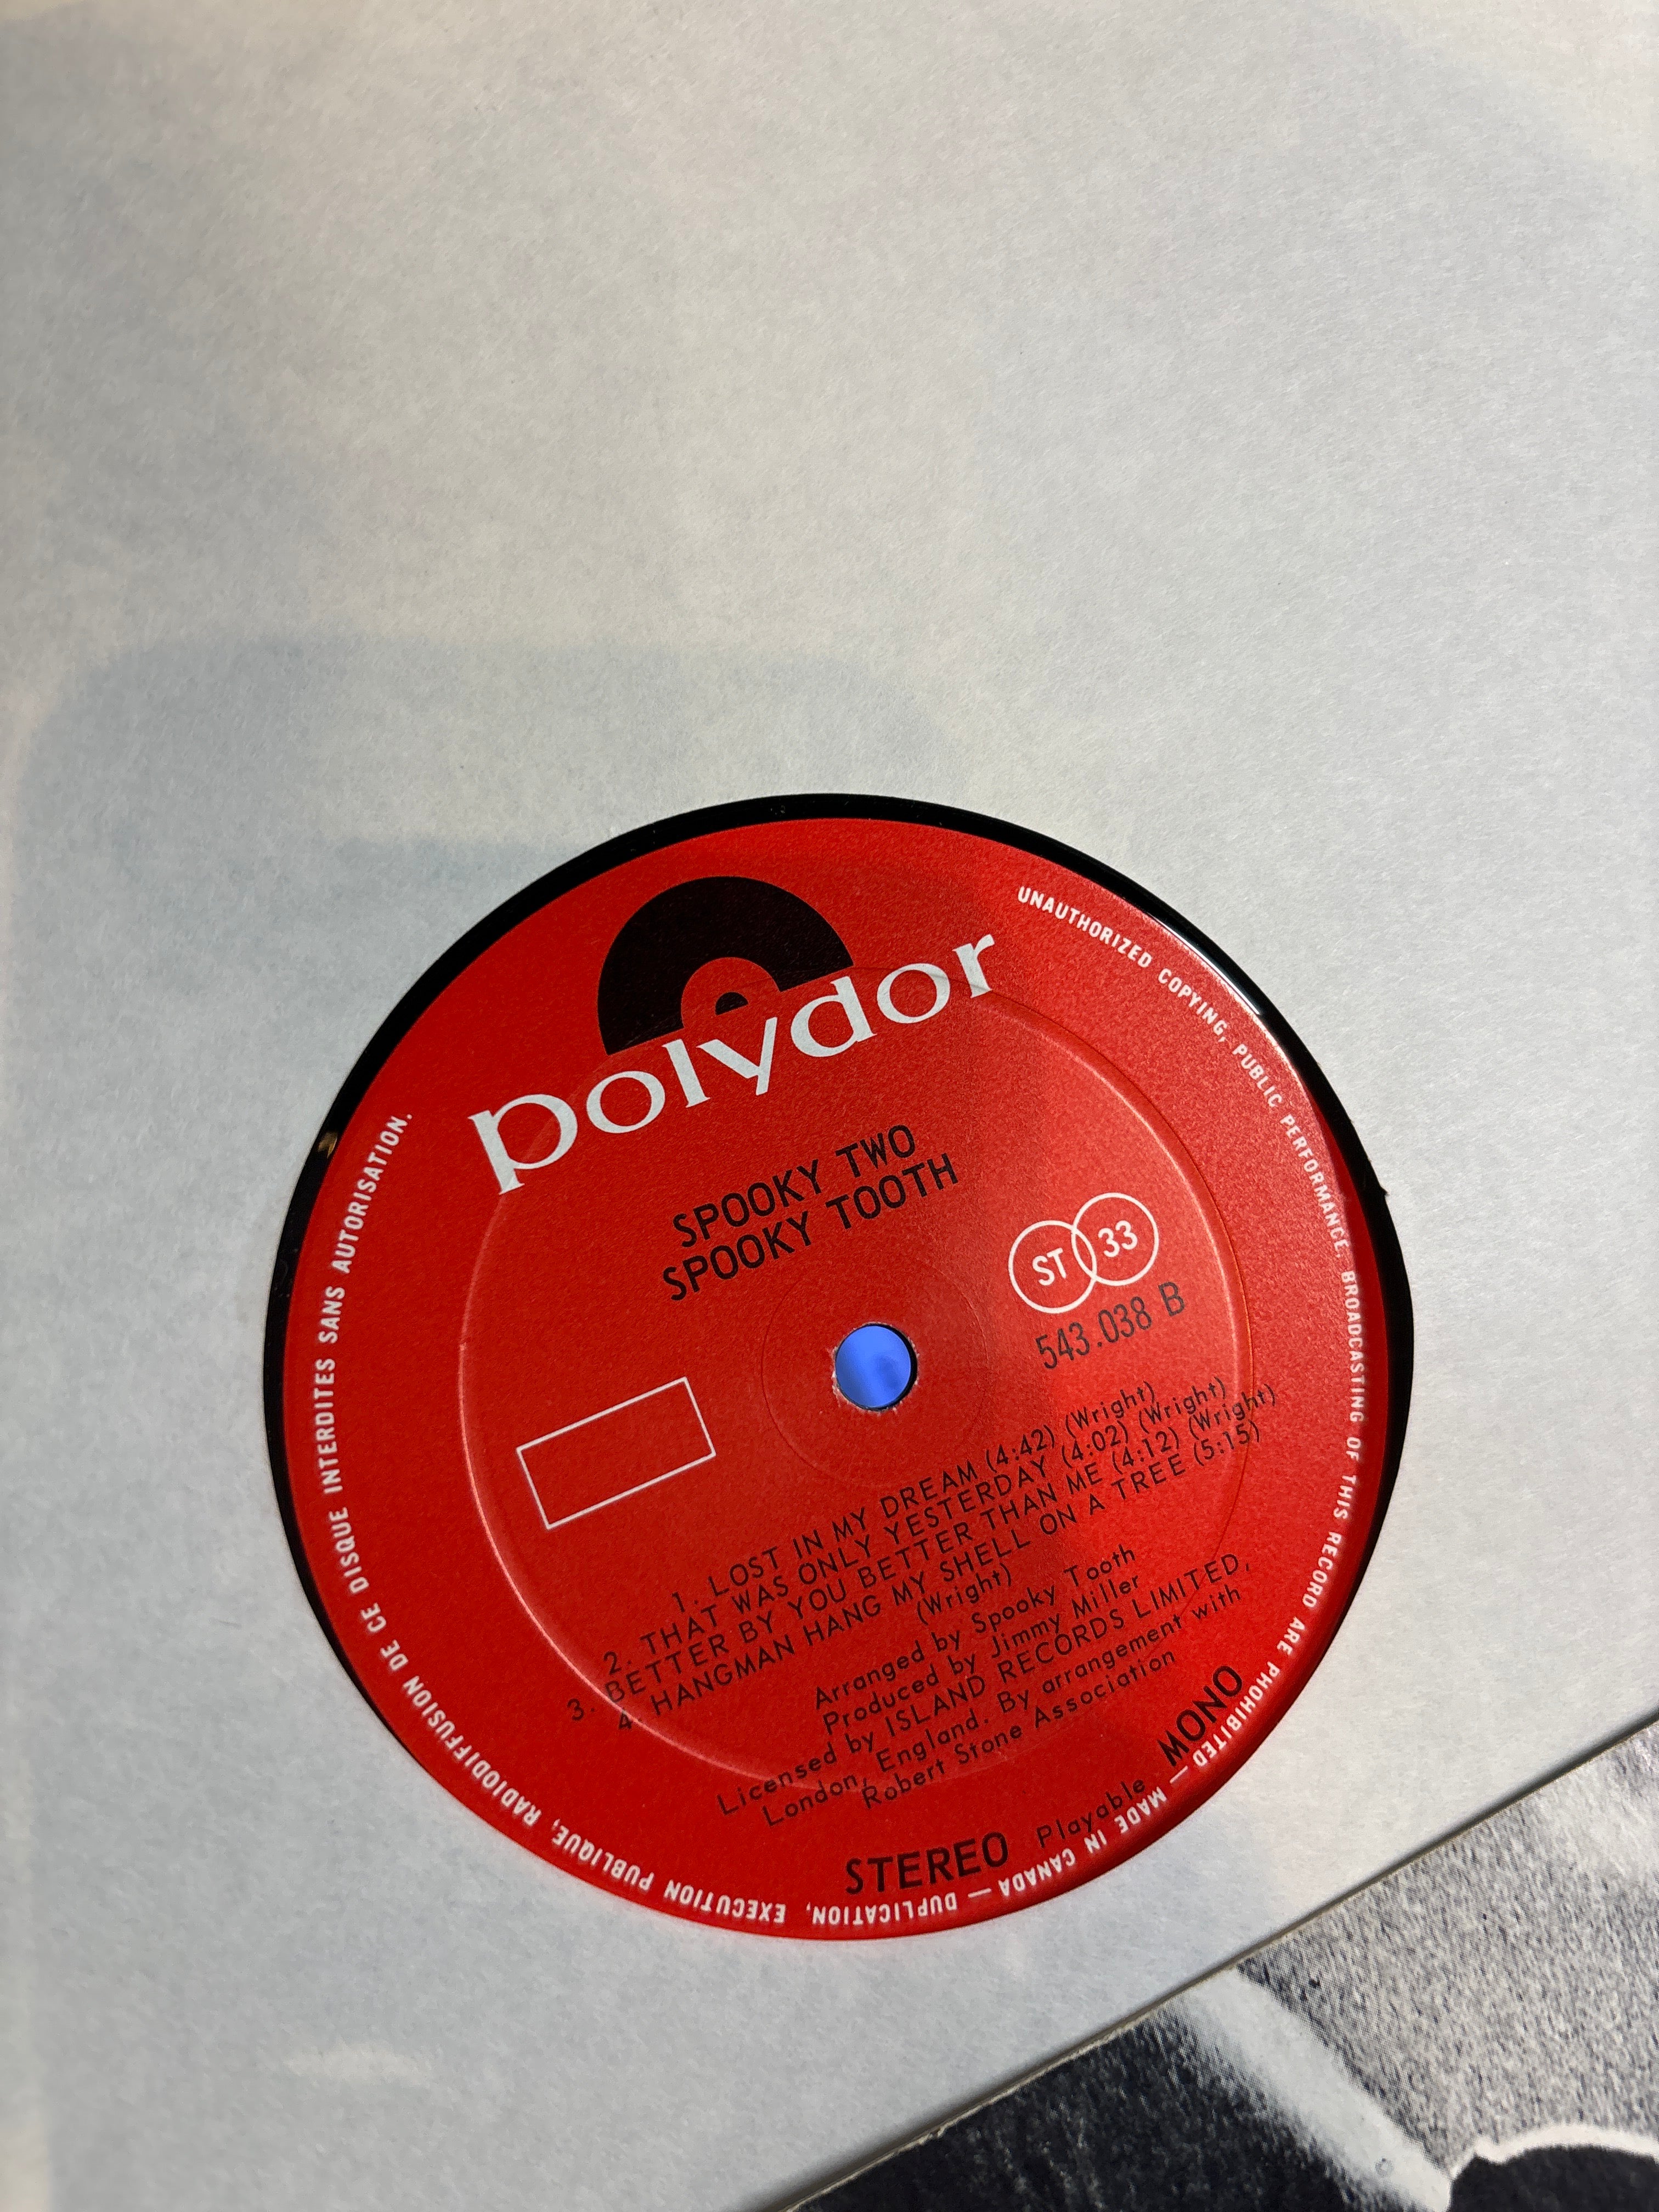 polydor
SPOOKY TWO
SPOOKY TOOTH
ST 33
543.038 B
1. LOST IN MY DREAM (4:42) (Wright)
2. THAT WAS ONLY YESTERDAY (4:02) (Wright)
3. BETTER BY YOU BETTER THAN ME (4:12) (Wright)
4. HANGMAN HANG MY SHELL ON A TREE (5:15)
(Wright)
Arranged by Spooky Tooth
Produced by Jimmy Miller
Licensed by ISLAND RECORDS LIMITED,
London, England. By arrangement with
Robert Stone Association
STEREO Playable MONO
UNAUTHORIZED COPYING, PUBLIC PERFORMANCE, BROADCASTING OF THIS RECORD ARE PROHIBITED — MADE IN CANADA — DUPLICATION, EXECUTION PUBLIQUE, RADIODIFFUSION DE CE DISQUE INTERDITES SANS AUTORISATION.